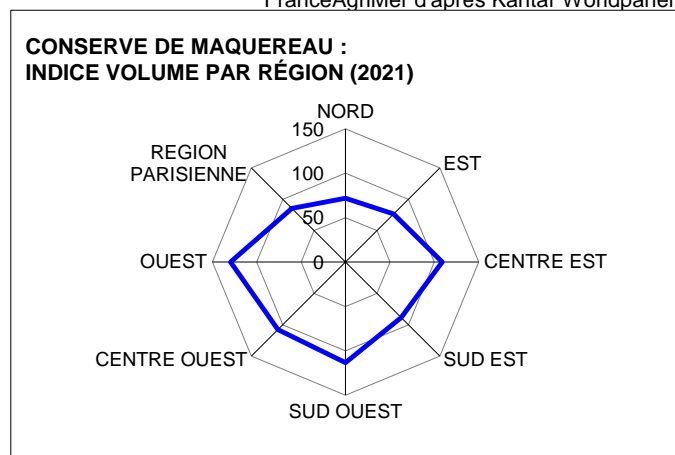 FranceAgriMer d'après Kantar Worldpanel
CONSERVE DE MAQUEREAU :
INDICE VOLUME PAR RÉGION (2021)
NORD
150
REGION
PARISIENNE
EST
100
50
OUEST
0
CENTRE EST
CENTRE OUEST
SUD EST
SUD OUEST